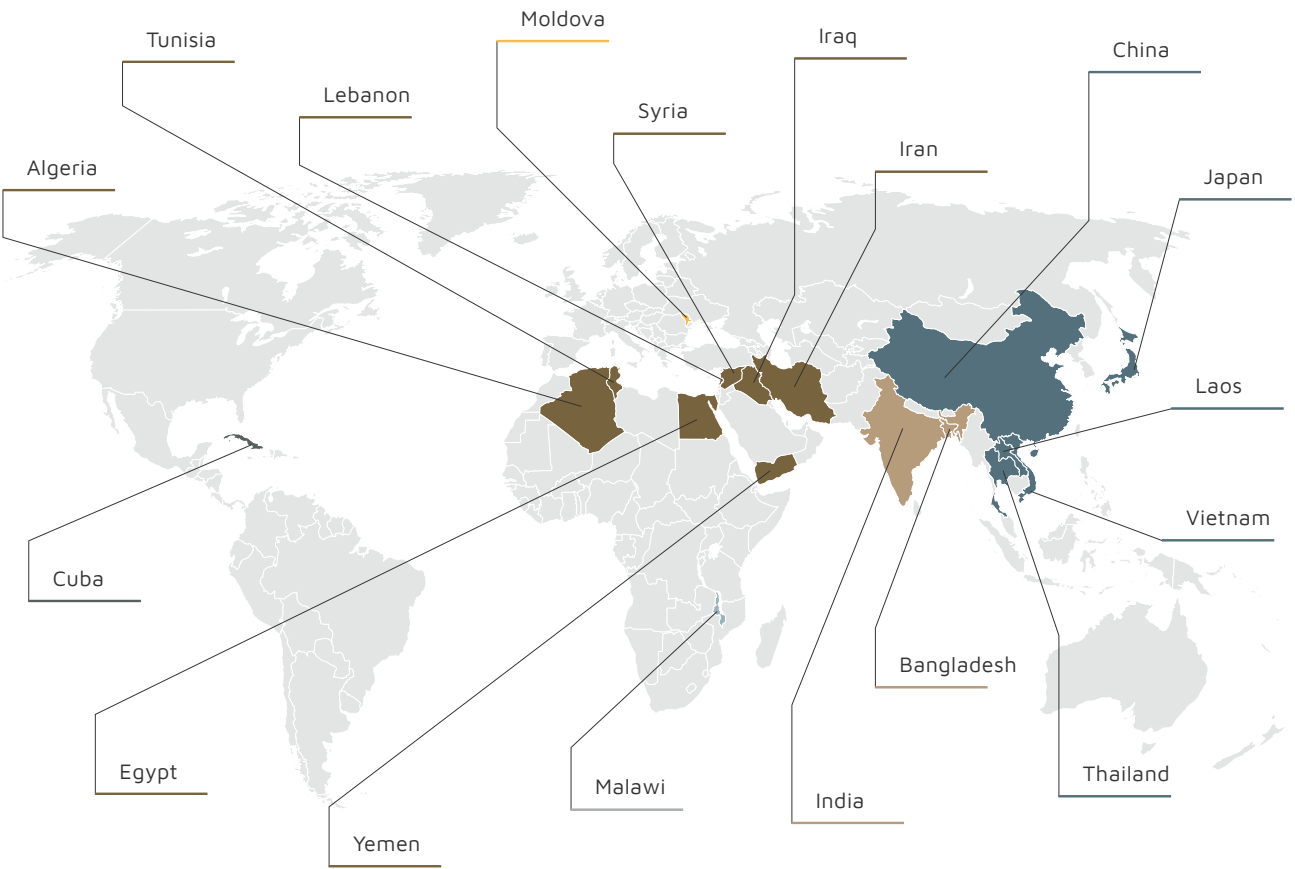 Moldova
Tunisia
Iraq
China
Lebanon
Syria
Iran
Algeria
Japan
Laos
Vietnam
Cuba
Bangladesh
Egypt
Malawi
Thailand
India
Yemen